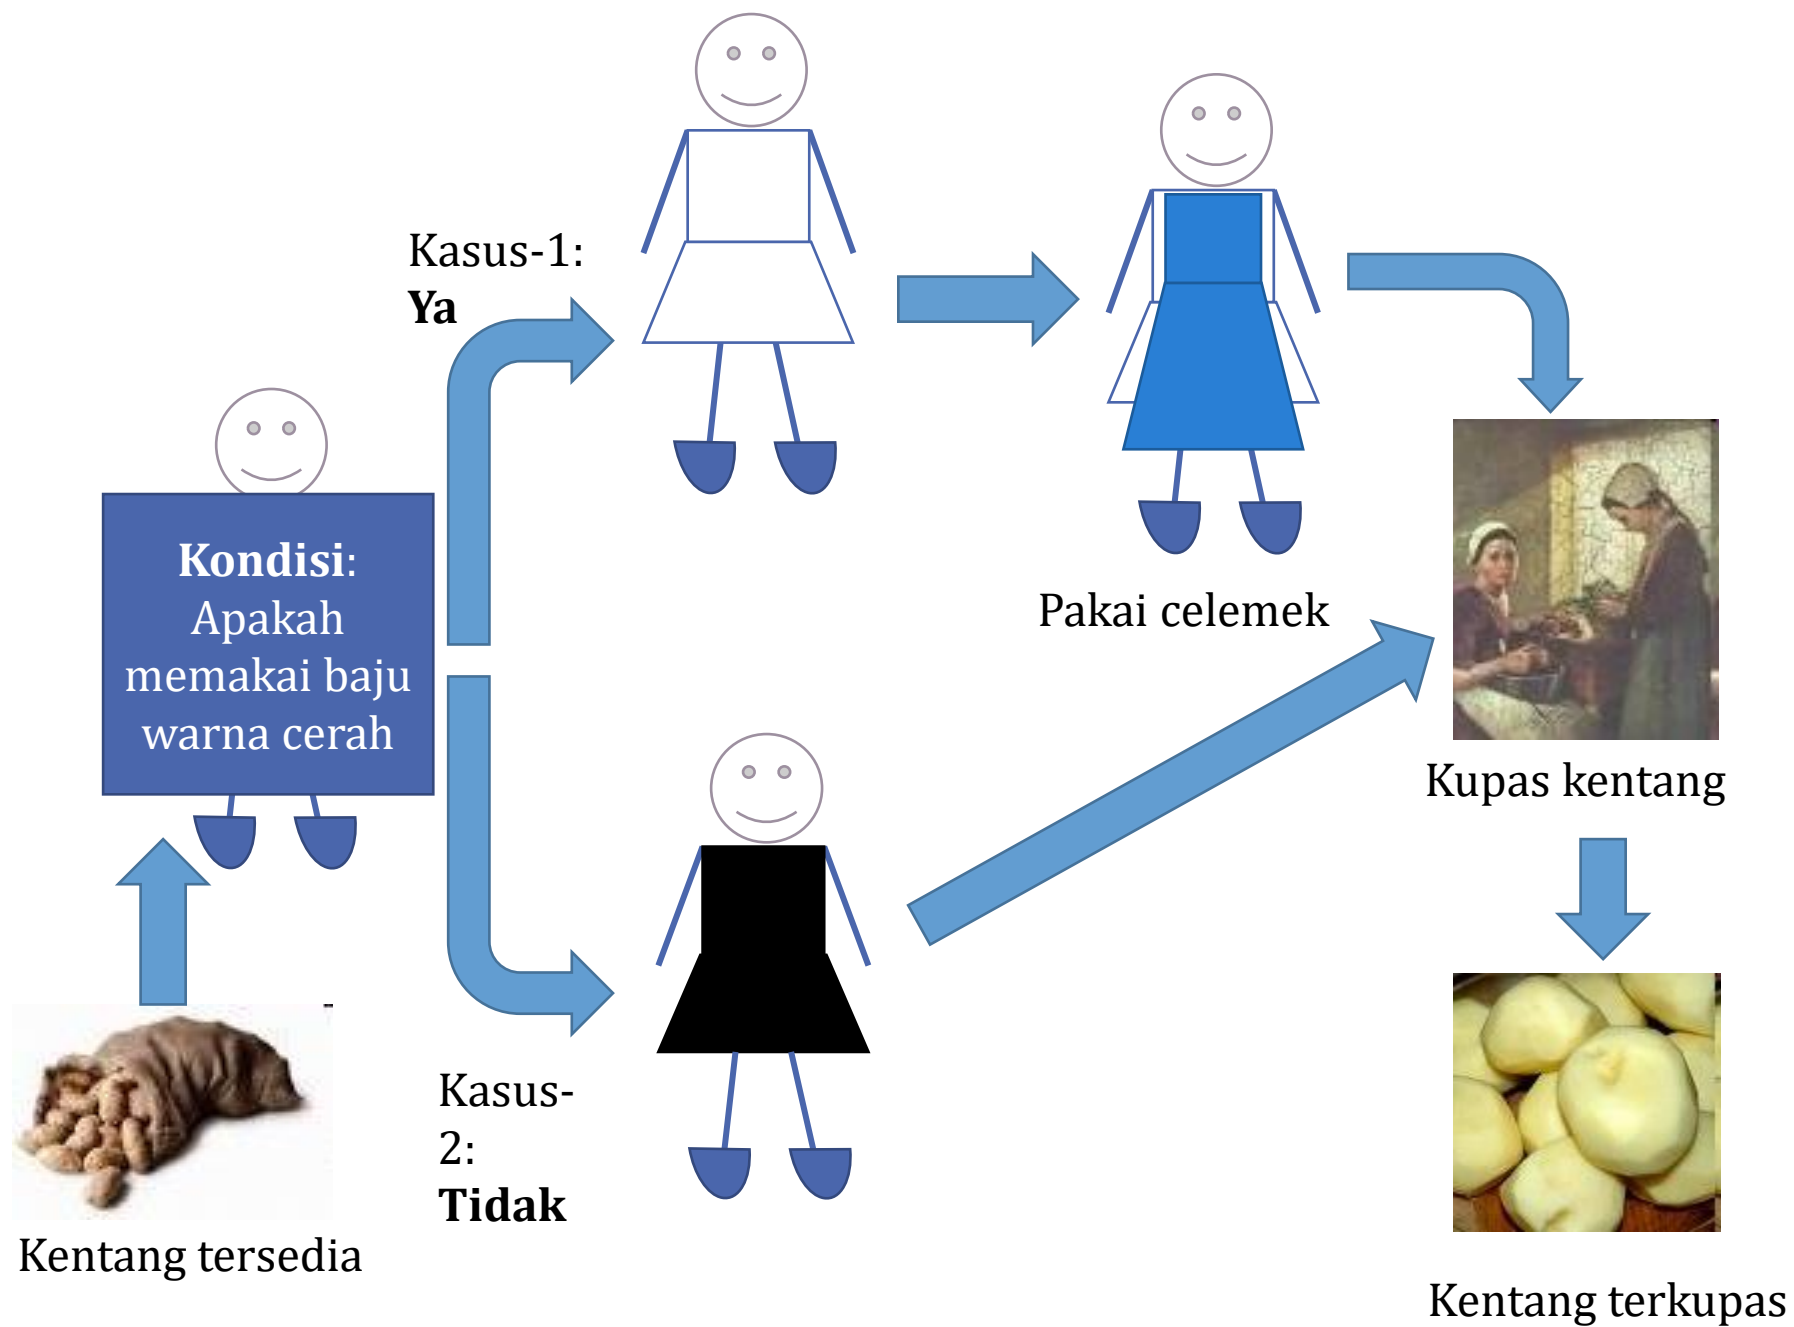 Kasus-1:
Ya
Kondisi:
Apakah
memakai baju
warna cerah
Pakai celemek
Kupas kentang
Kasus-
2:
Tidak
Kentang tersedia
Kentang terkupas